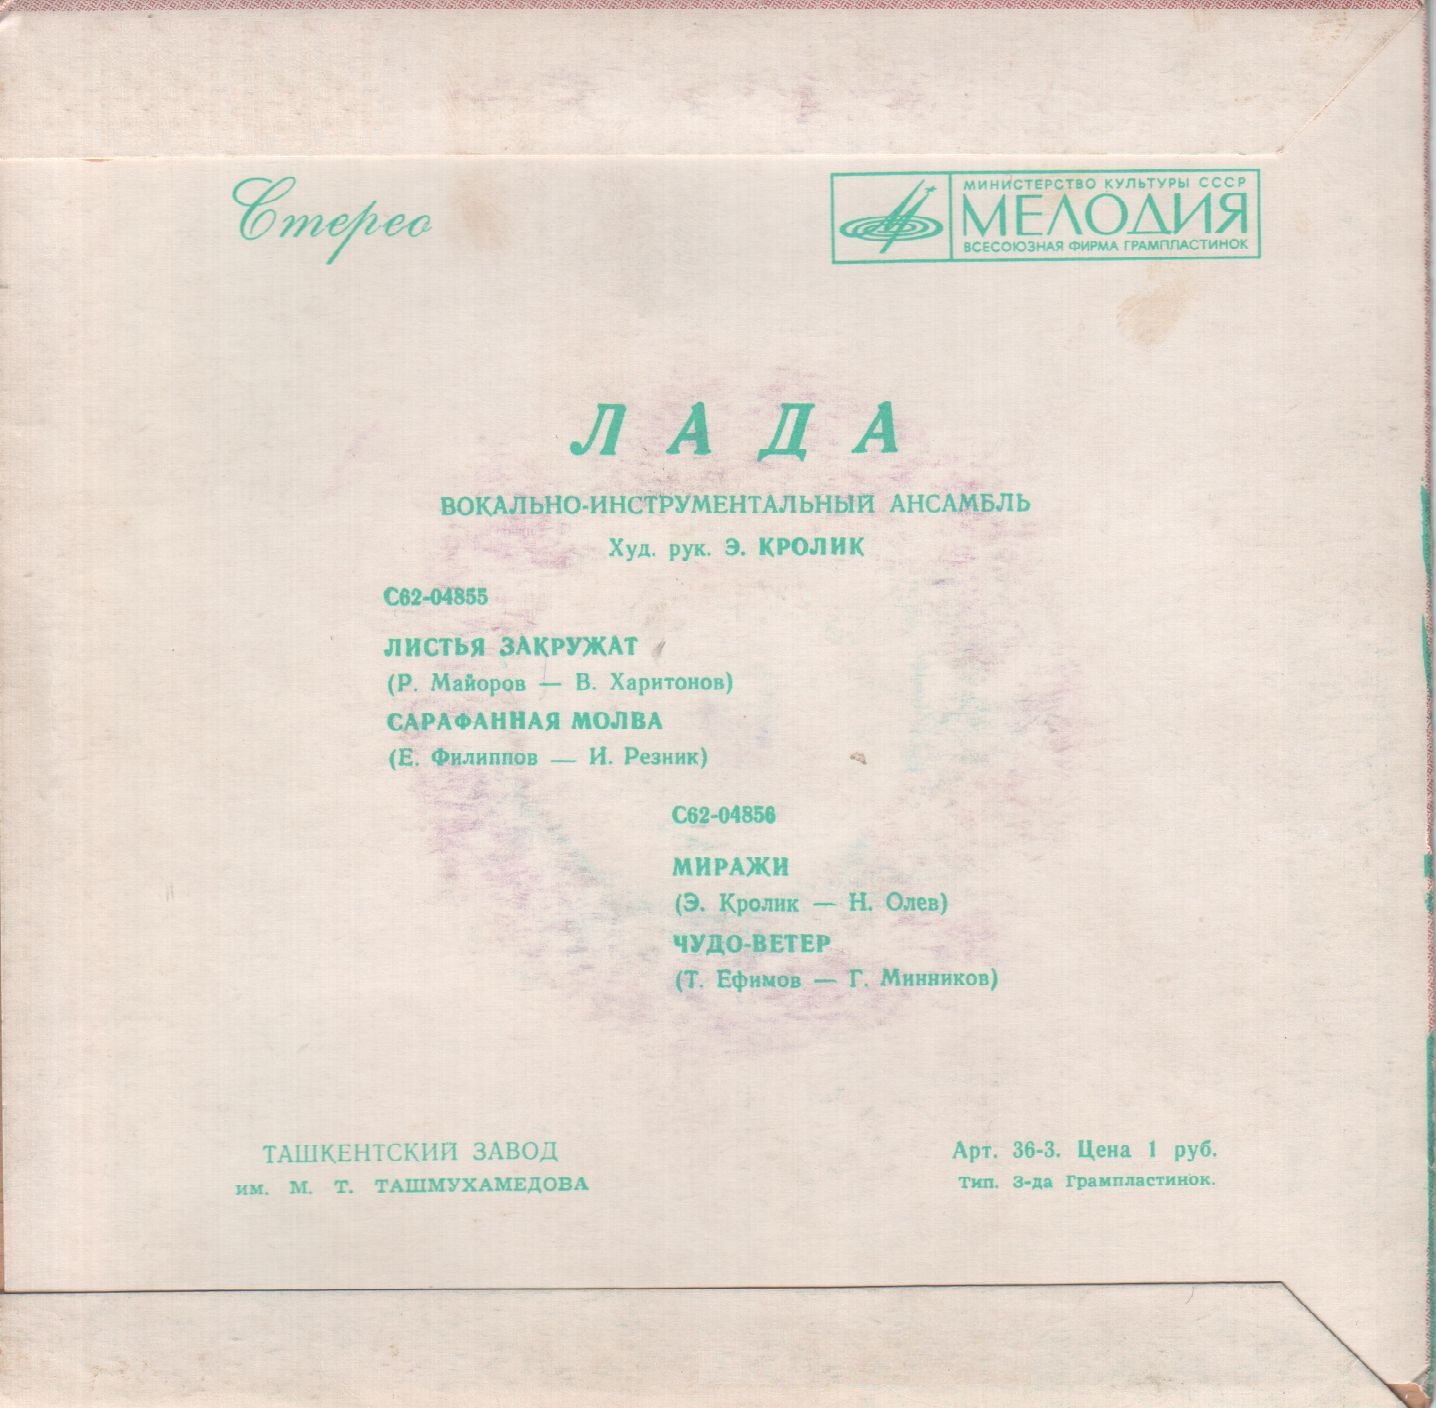 Стерео
МИНИСТЕРСТВО КУЛЬТУРЫ СССР
МЕЛОДИЯ
ВСЕСОЮЗНАЯ ФИРМА ГРАМПЛАСТИНОК
ЛАДА
ВОКАЛЬНО-ИНСТРУМЕНТАЛЬНЫЙ АНСАМБЛЬ
Худ. рук. Э. КРОЛИК
С62-04855
ЛИСТЬЯ ЗАКРУЖАТ
(Р. Майоров — В. Харитонов)
САРАФАННАЯ МОЛВА
(Е. Филиппов — И. Резник)
С62-04856
МИРАЖИ
(Э. Кролик — Н. Олев)
ЧУДО-ВЕТЕР
(Т. Ефимов — Г. Минников)
ТАШКЕНТСКИЙ ЗАВОД
им. М. Т. ТАШМУХАМЕДОВА
Арт. 36-3. Цена 1 руб.
Тип. З-да Грампластинок.